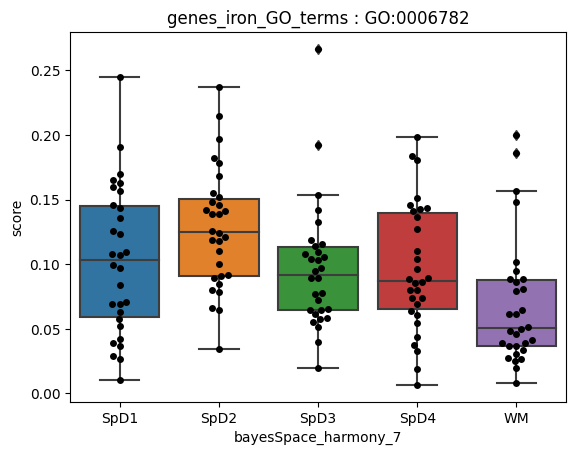 genes_iron_GO_terms : GO:0006782
score
0.25
0.20
0.15
0.10
0.05
0.00
SpD1 SpD2 SpD3 SpD4 WM
bayesSpace_harmony_7